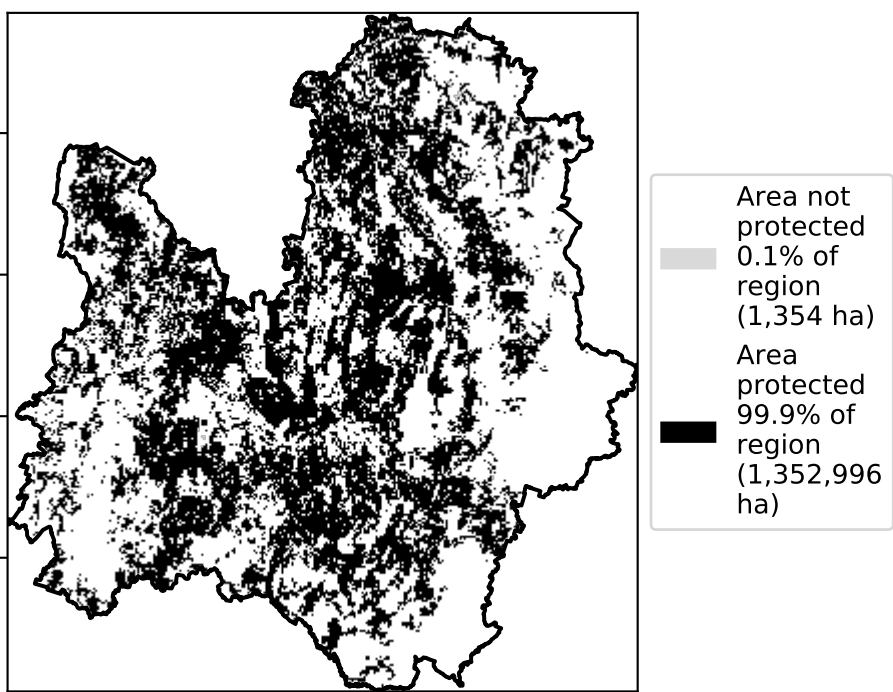 Area not
protected
0.1% of
region
(1,354 ha)
Area
protected
99.9% of
region
(1,352,996
ha)